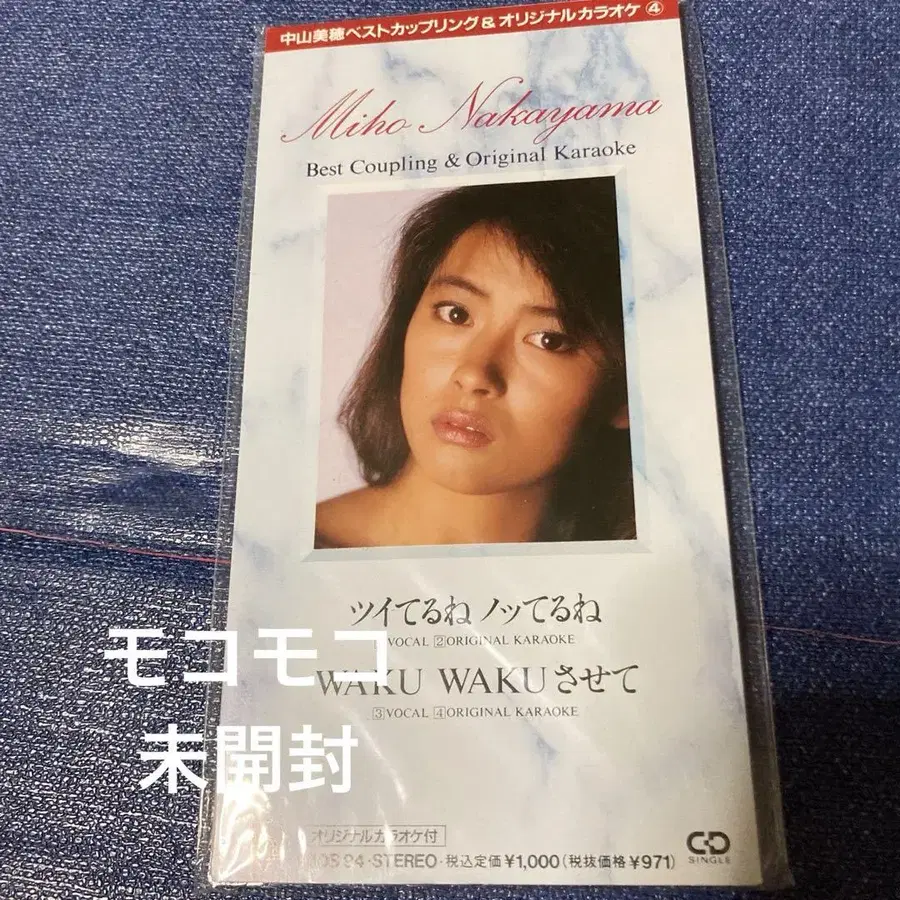 中山美穂ベストカップリング&オリジナルカラオケ④
Miho Nakayama
Best Coupling & Original Karaoke
ツイてるね ノッてるね
VOCAL 2 ORIGINAL KARAOKE
WAKU WAKUさせて
3 VOCAL 4 ORIGINAL KARAOKE
モコモコ
未開封
オリジナルカラオケ付
STEREO・税込定価¥1,000(税抜価格¥971)
CD
SINGLE